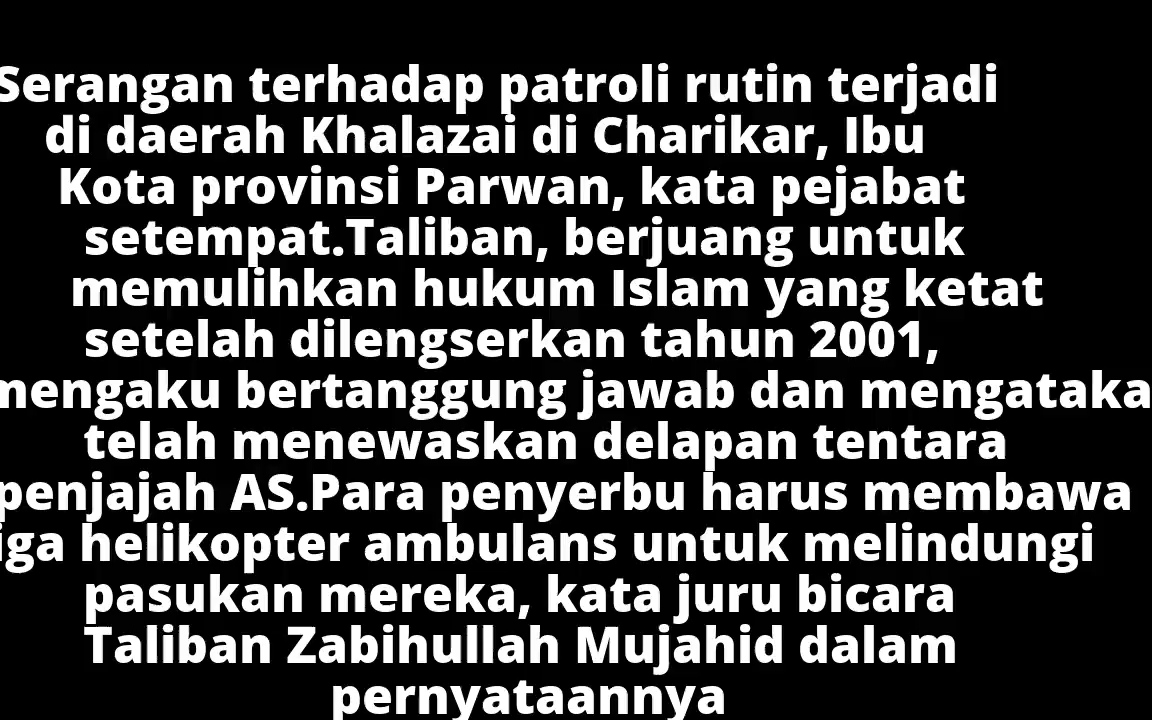 Serangan terhadap patroli rutin terjadi
di daerah Khalazai di Charikar, Ibu
Kota provinsi Parwan, kata pejabat
setempat.Taliban, berjuang untuk
memulihkan hukum Islam yang ketat
setelah dilengserkan tahun 2001,
mengaku bertanggung jawab dan mengataka
telah menewaskan delapan tentara
penjajah AS.Para penyerbu harus membawa
iga helikopter ambulans untuk melindungi
pasukan mereka, kata juru bicara
Taliban Zabihullah Mujahid dalam
pernyataannya